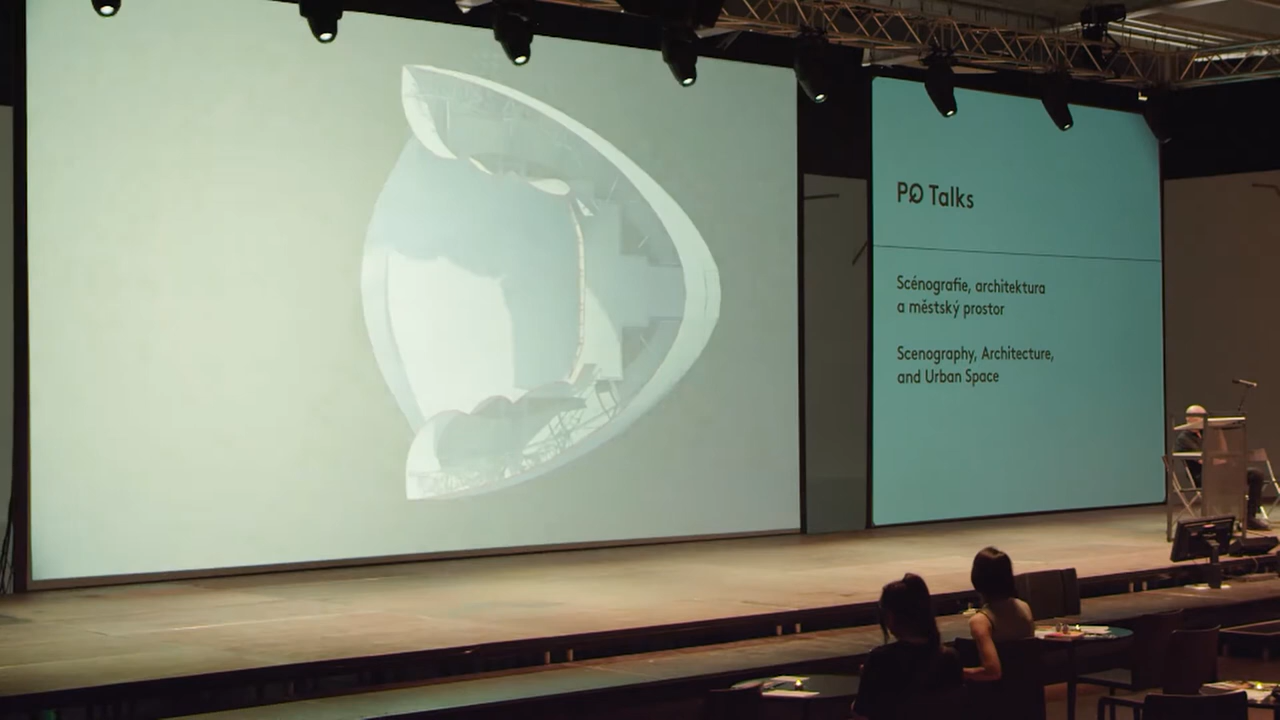 PQ Talks
Scénografie, architektura
a městský prostor
Scenography, Architecture,
and Urban Space